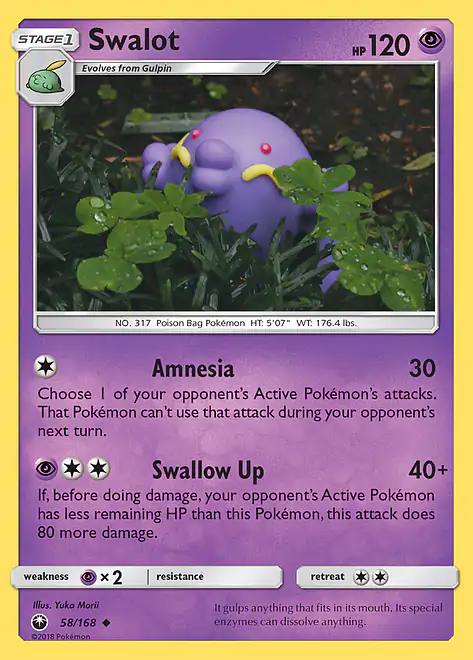 STAGE 1 Swalot HP 120
Evolves from Gulpin
NO. 317 Poison Bag Pokémon HT: 5'07" WT: 176.4 lbs.
Amnesia 30
Choose 1 of your opponent's Active Pokémon's attacks.
That Pokémon can't use that attack during your opponent's
next turn.
Swallow Up 40+
If, before doing damage, your opponent's Active Pokémon
has less remaining HP than this Pokémon, this attack does
80 more damage.
weakness ×2 resistance retreat
Illus. Yuka Morii
58/168
©2018 Pokémon
It gulps anything that fits in its mouth. Its special
enzymes can dissolve anything.